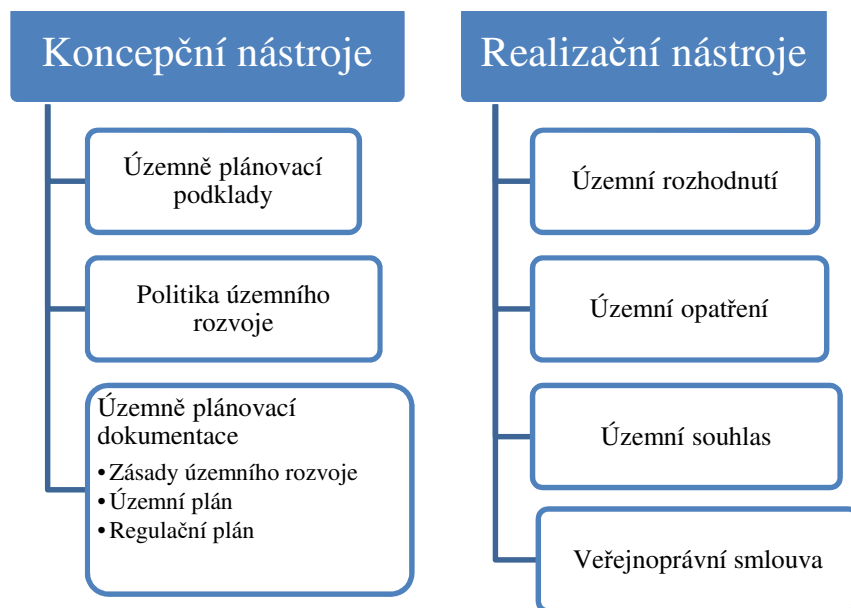 Koncepční nástroje
Územně plánovací
podklady
Politika územního
rozvoje
Územně plánovací
dokumentace
• Zásady územního rozvoje
• Územní plán
• Regulační plán
Realizační nástroje
Územní rozhodnutí
Územní opatření
Územní souhlas
Veřejnoprávní smlouva